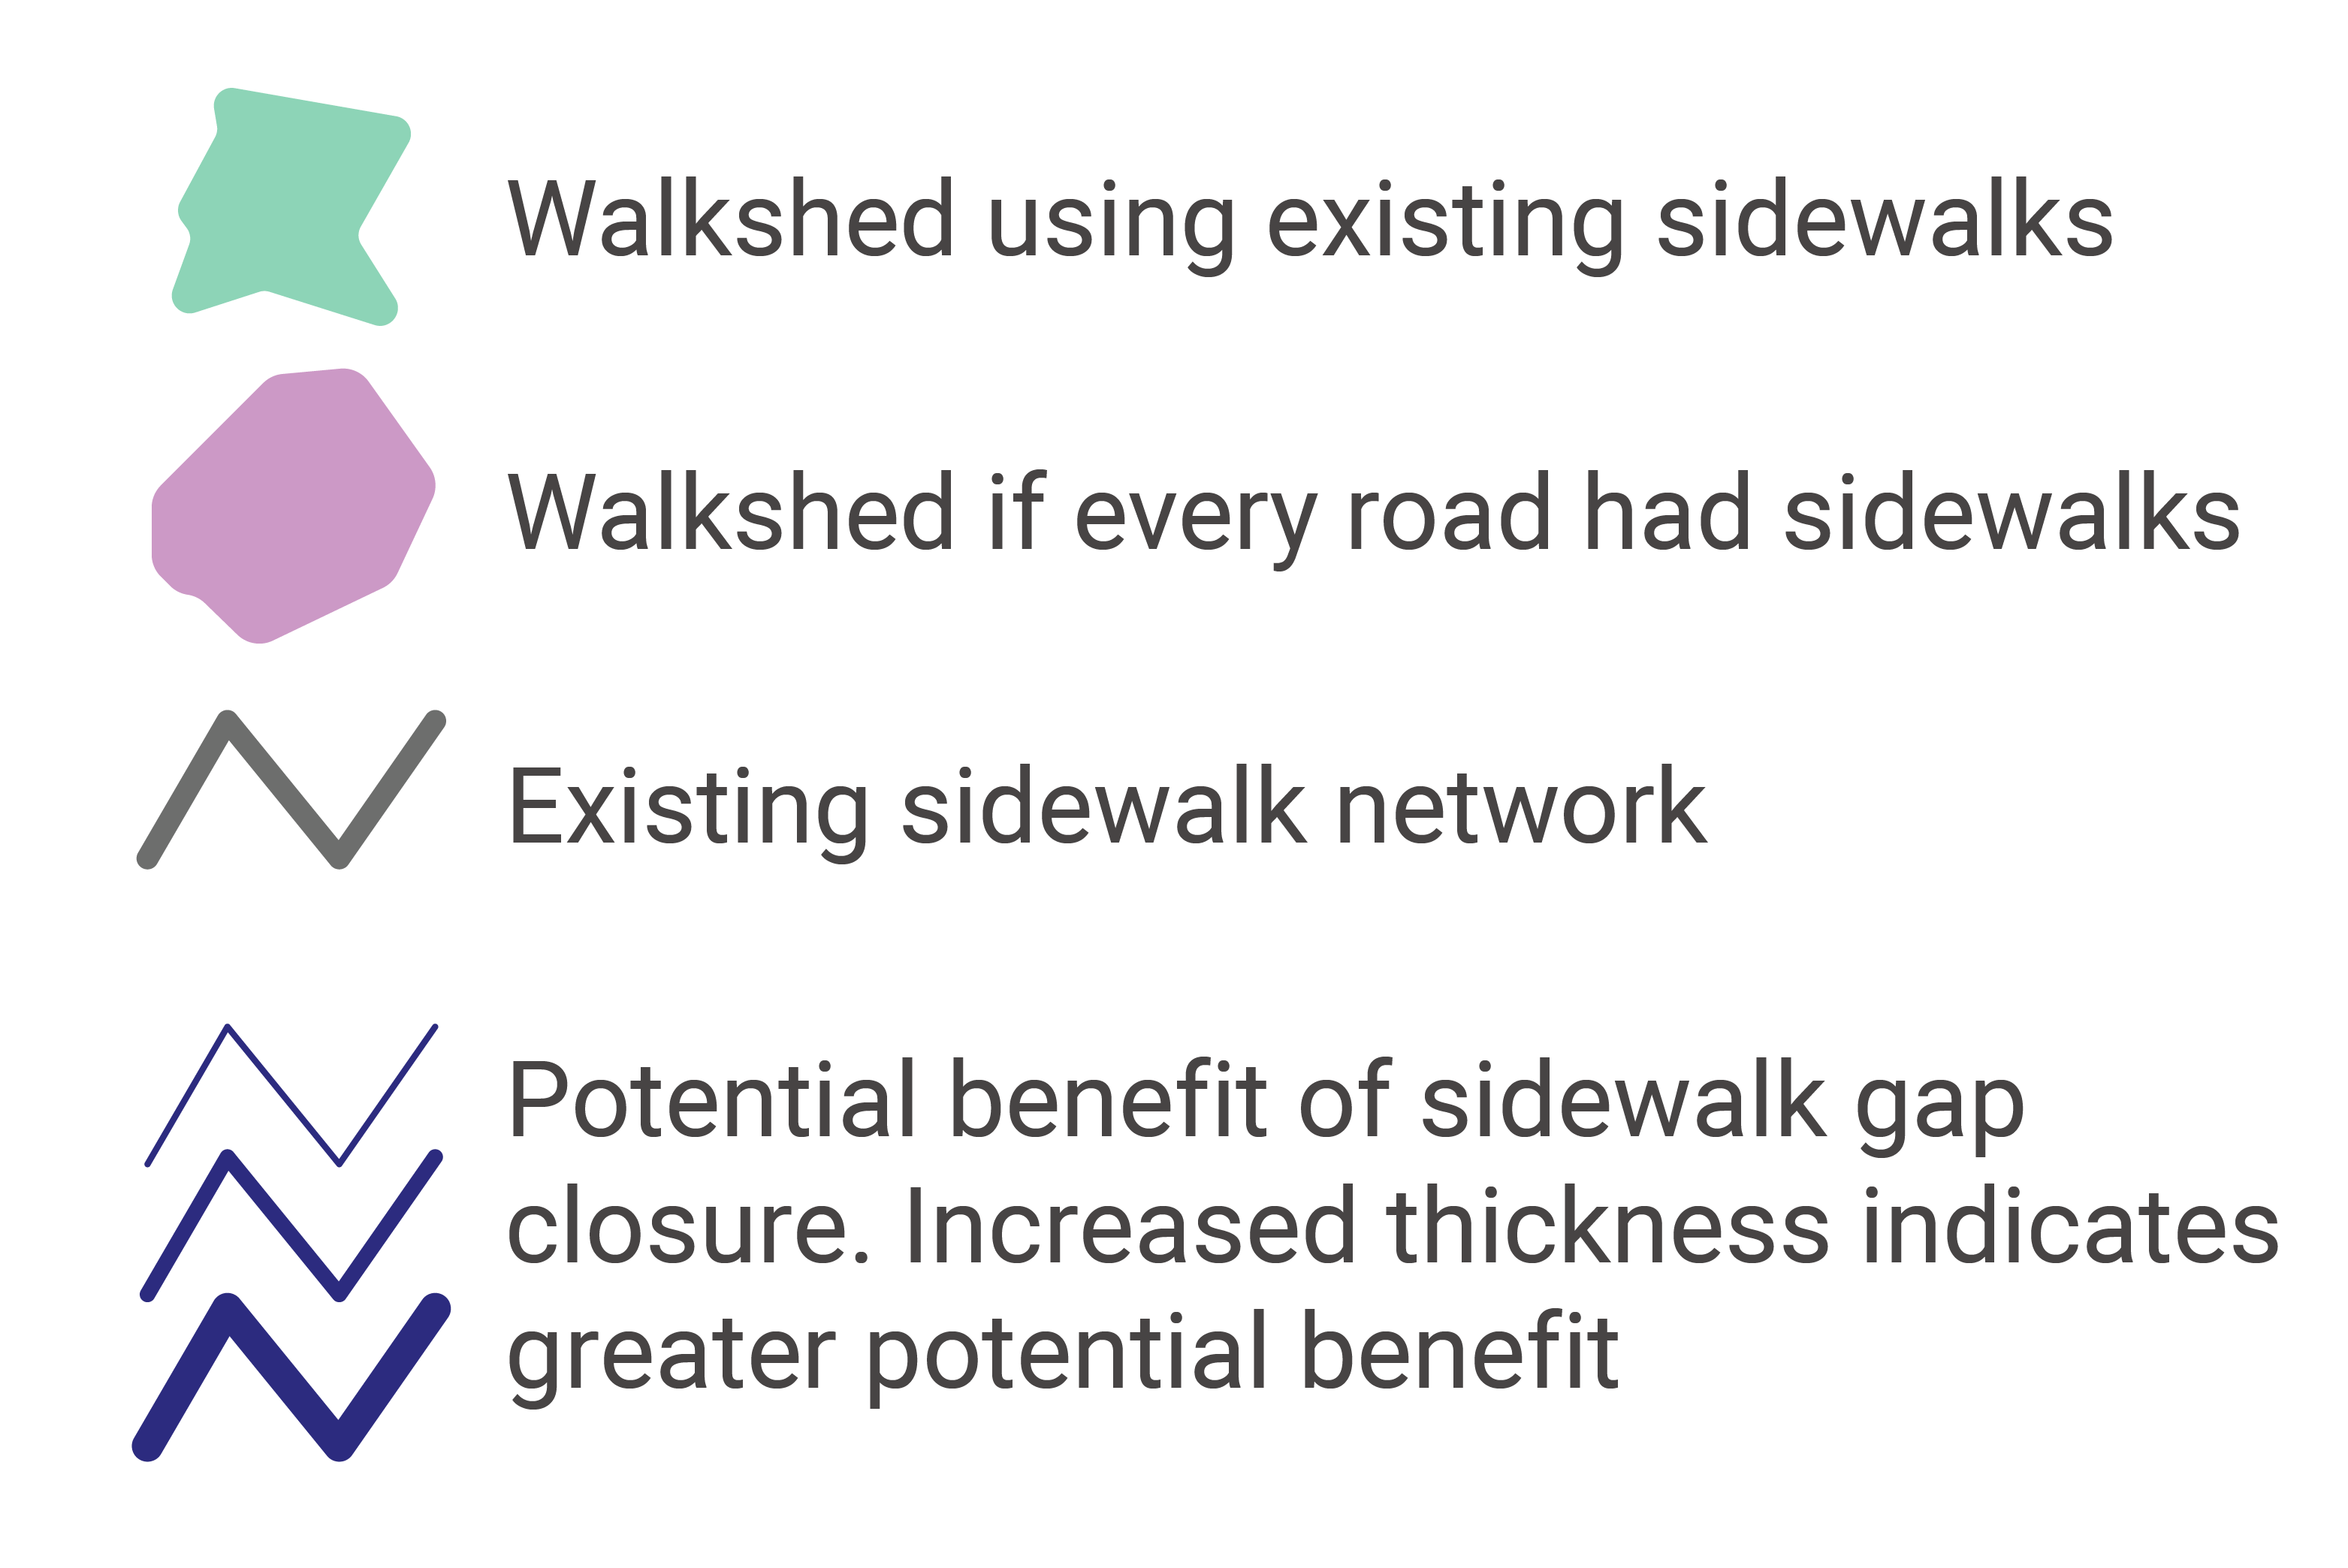 Walkshed using existing sidewalks
Walkshed if every road had sidewalks
Existing sidewalk network
Potential benefit of sidewalk gap
closure. Increased thickness indicates
greater potential benefit